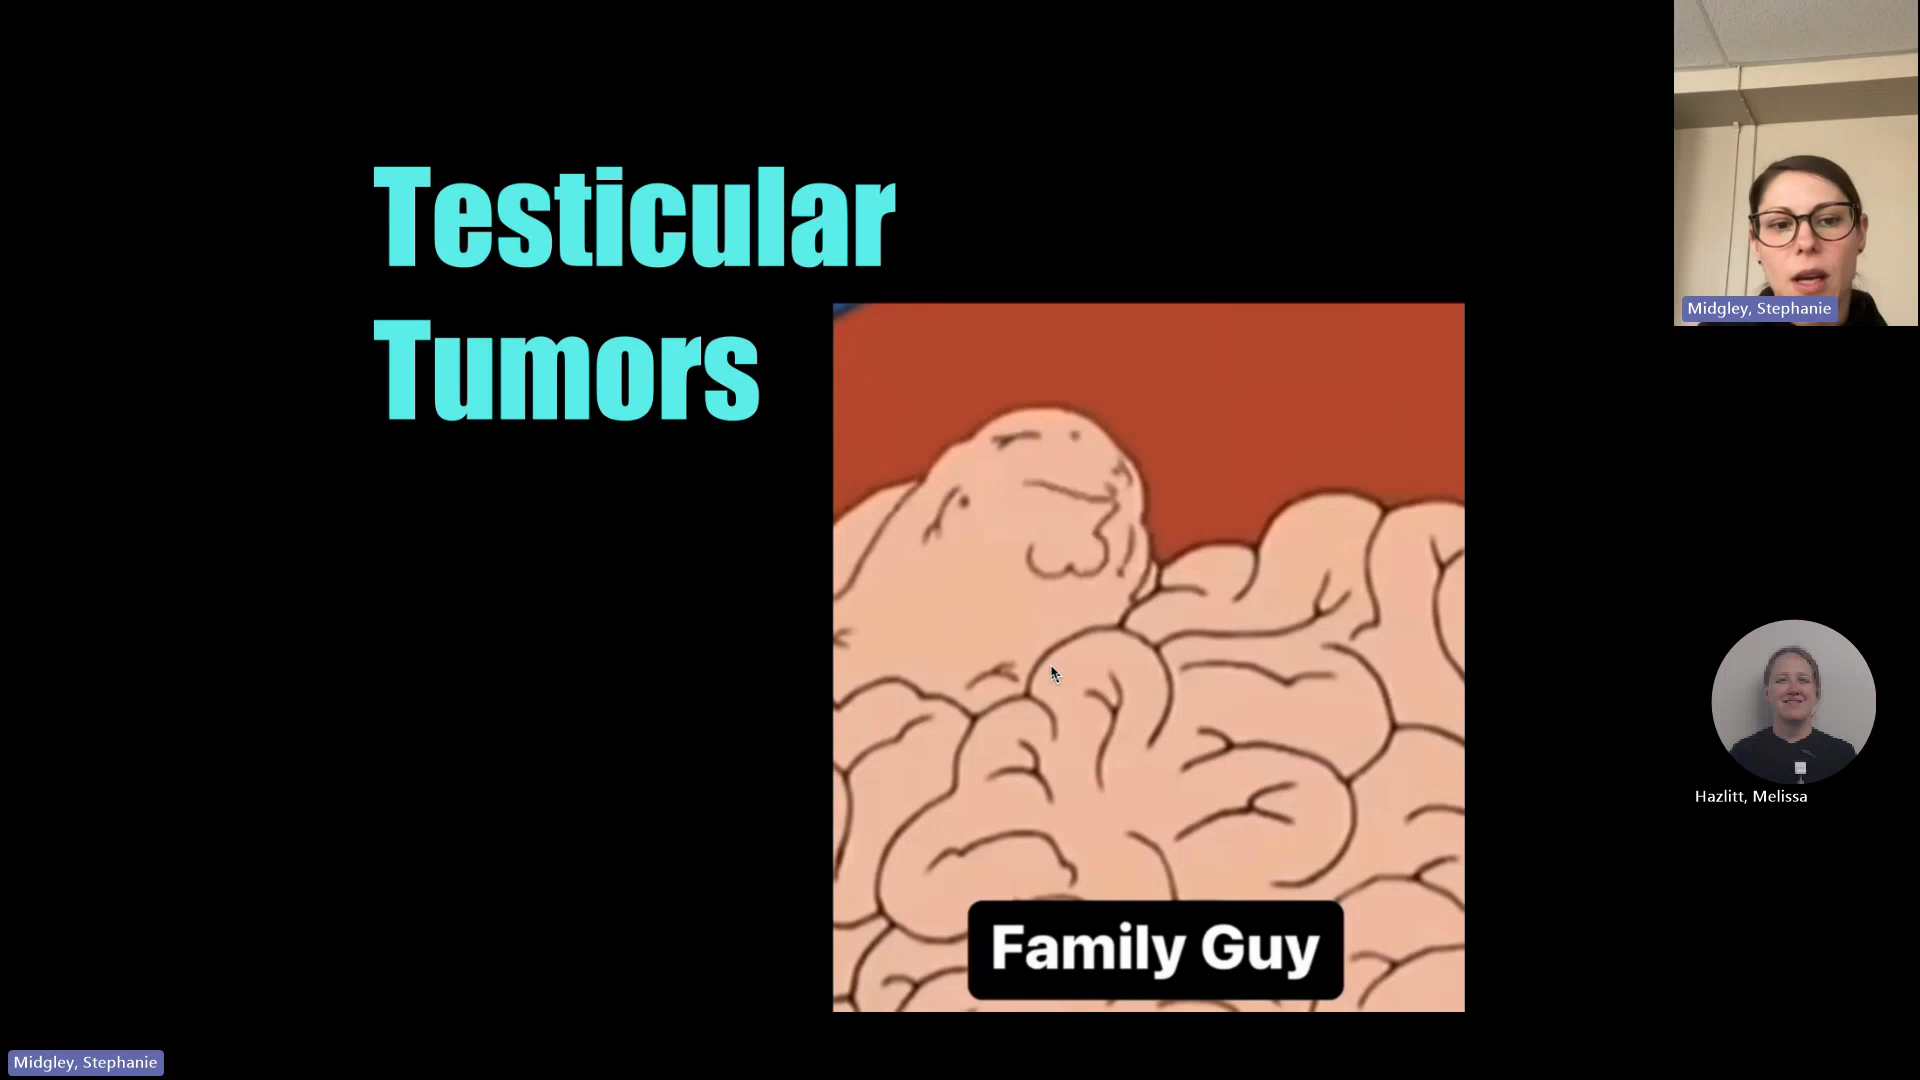 Testicular
Tumors
Family Guy
Midgley, Stephanie
Hazlitt, Melissa
Midgley, Stephanie